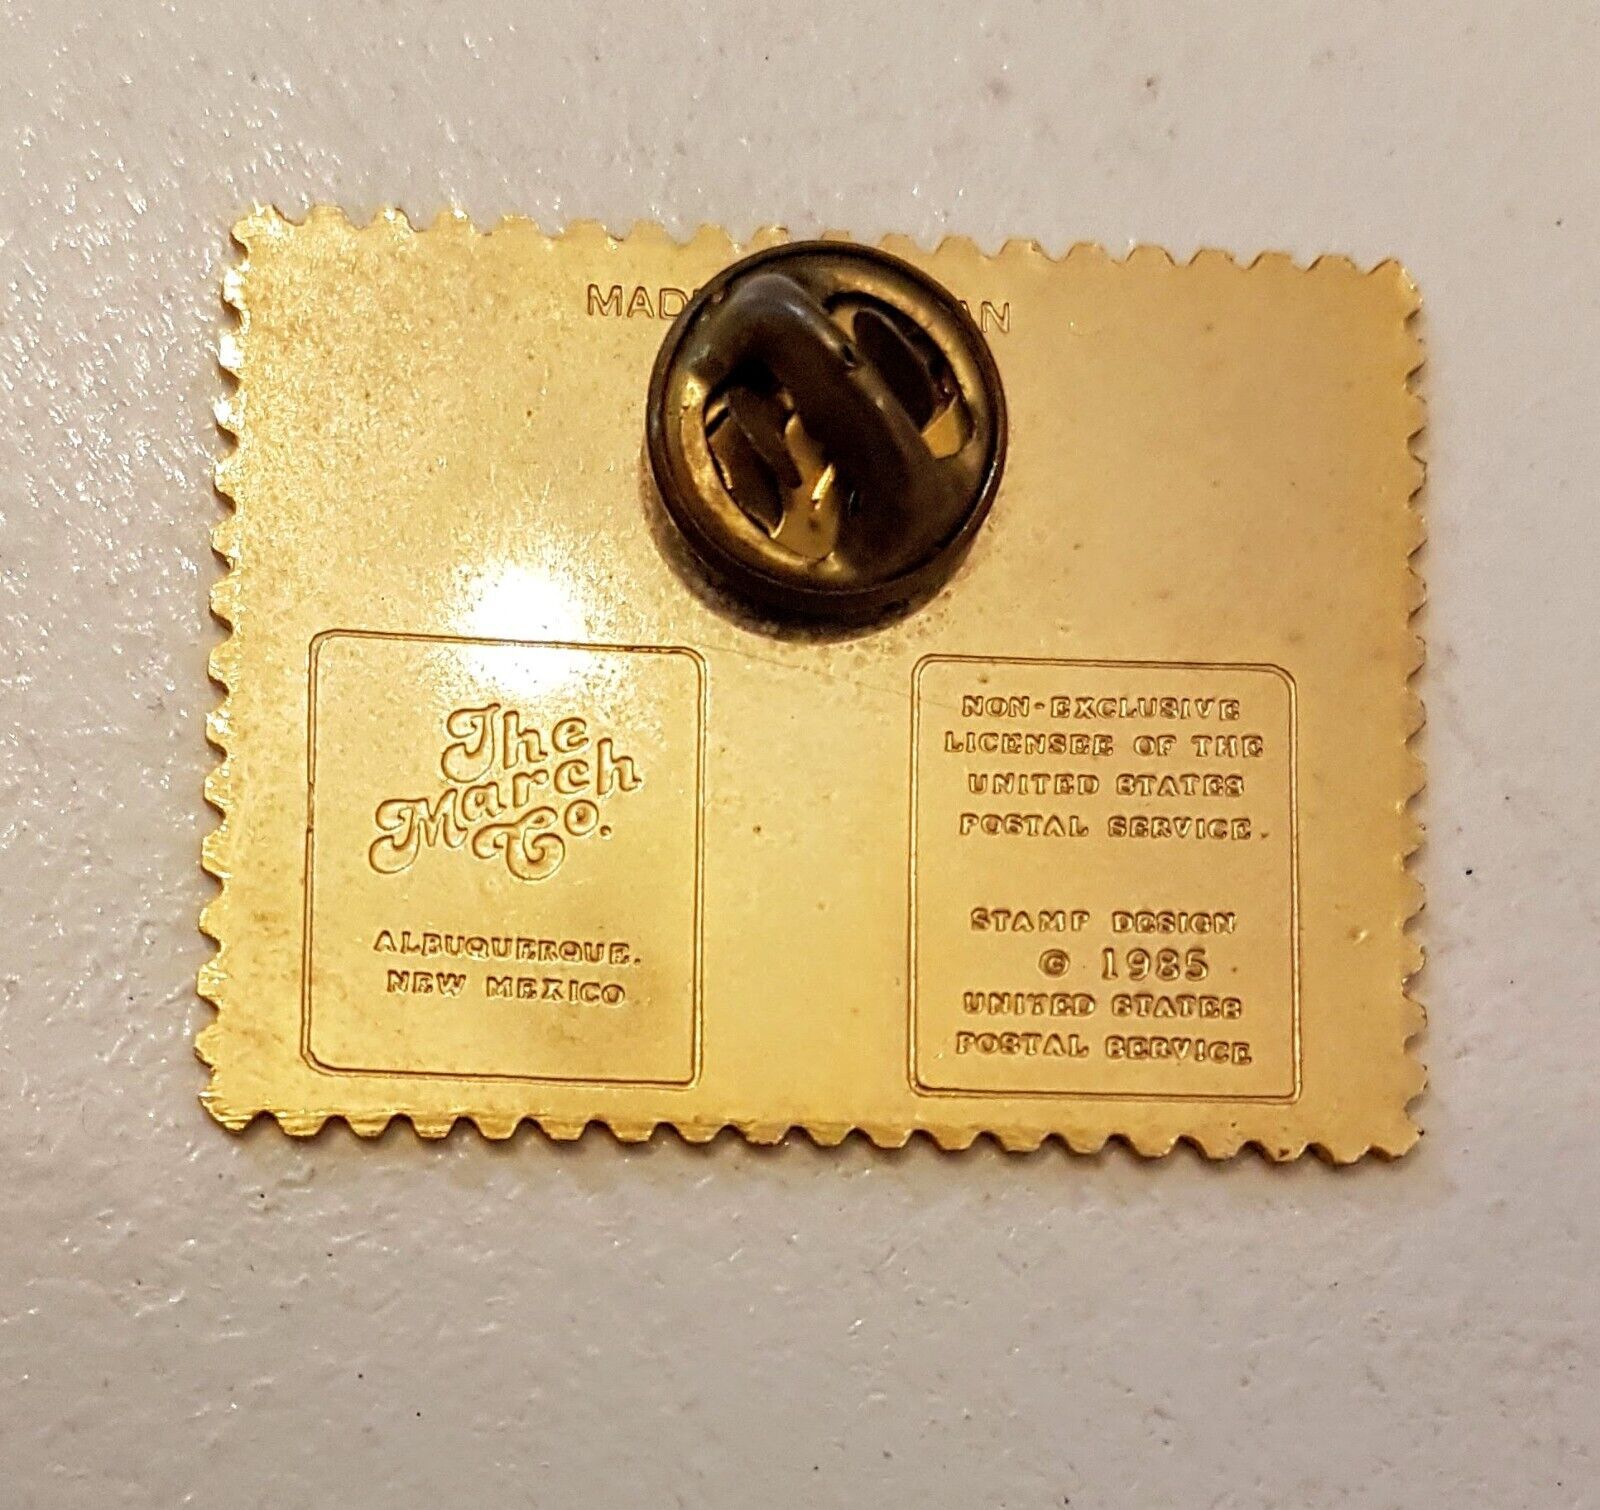 The
March
Co.
ALBUQUERQUE.
NEW MEXICO
NON-EXCLUSIVE
LICENSEE OF THE
UNITED STATES
POSTAL SERVICE.
STAMP DESIGN
© 1985
UNITED STATES
POSTAL SERVICE